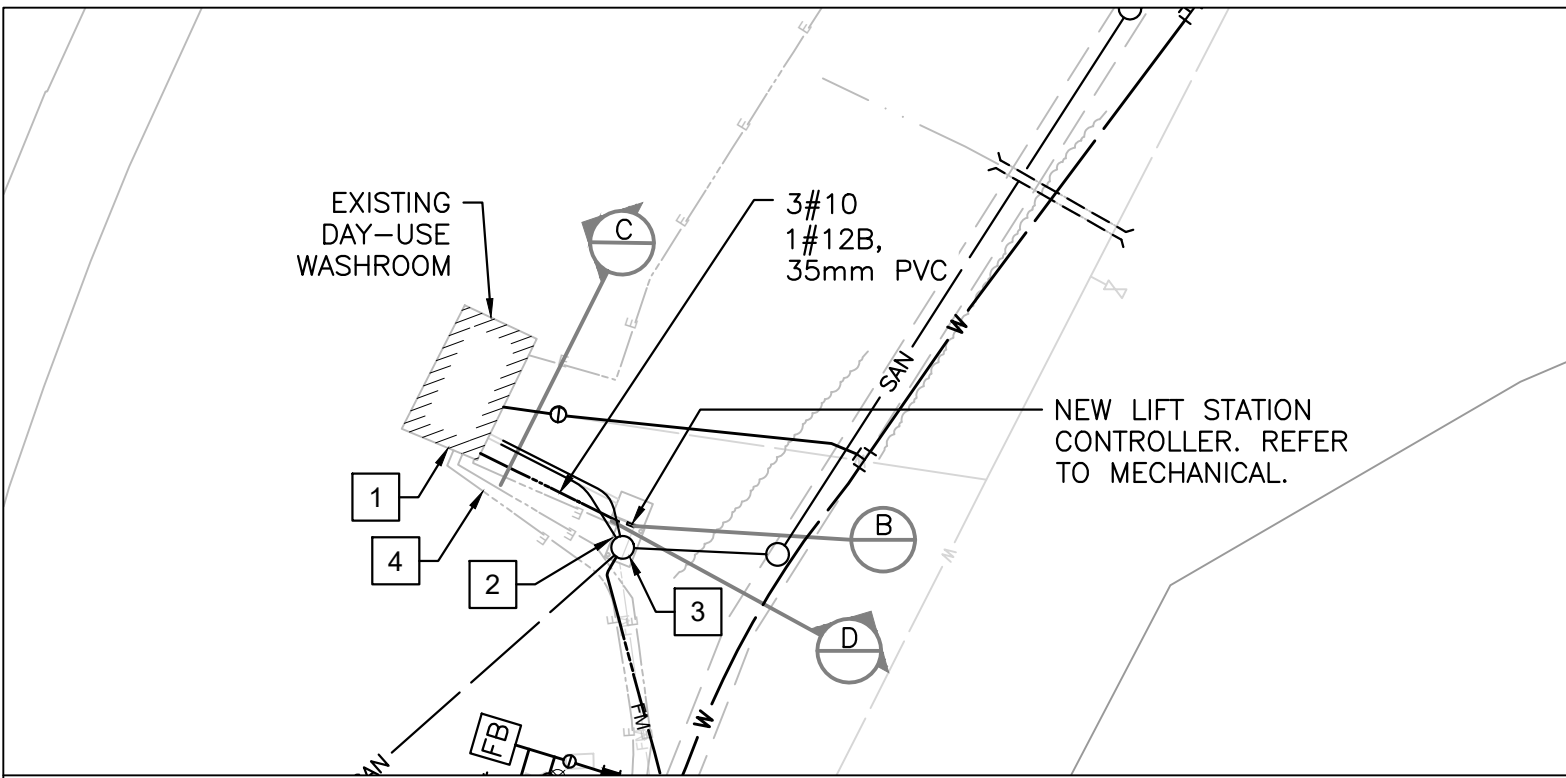 E
E
E
E
E
EXISTING
DAY-USE
WASHROOM
C
3#10
1#12B,
35mm PVC
W
SAN
NEW LIFT STATION
CONTROLLER. REFER
TO MECHANICAL.
1
4
2
3
B
D
E
E
E
E
W
E
E
E
FM
FM
W
FB